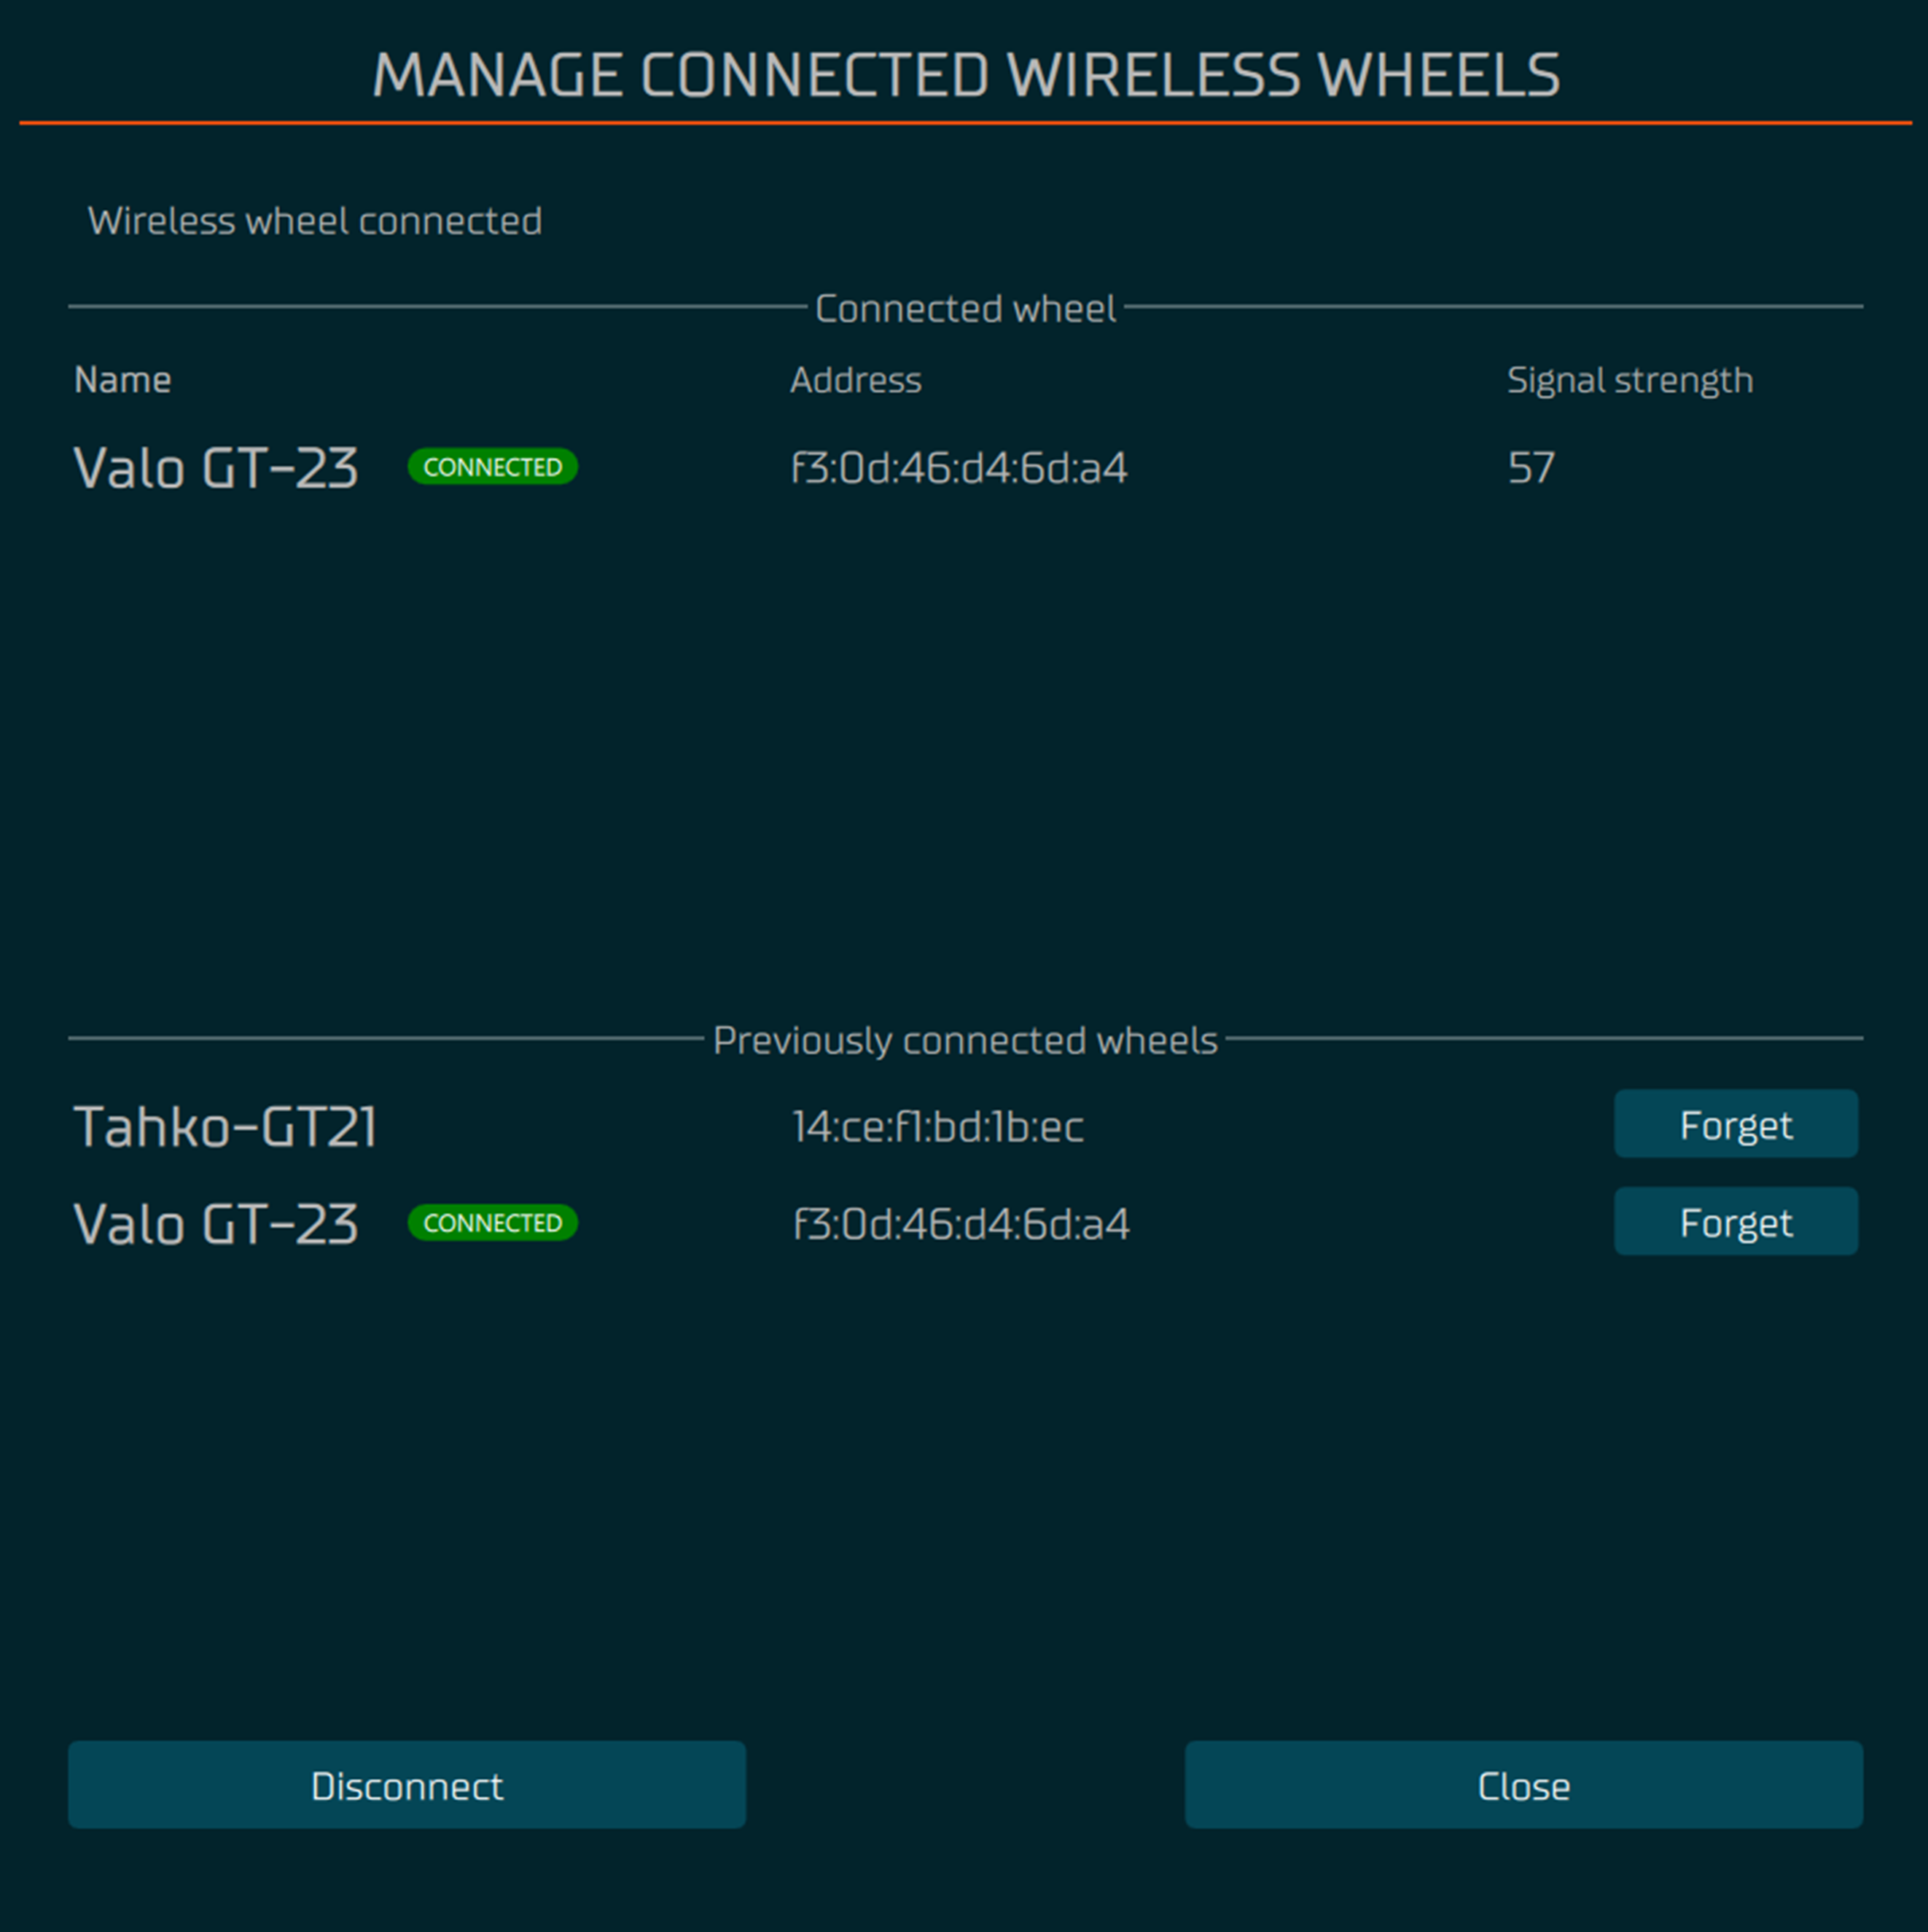 MANAGE CONNECTED WIRELESS WHEELS
Wireless wheel connected
Connected wheel
Name Address Signal strength
Valo GT-23 CONNECTED f3:0d:46:d4:6d:a4 57
Previously connected wheels
Tahko-GT21 14:ce:f1:bd:1b:ec Forget
Valo GT-23 CONNECTED f3:0d:46:d4:6d:a4 Forget
Disconnect Close